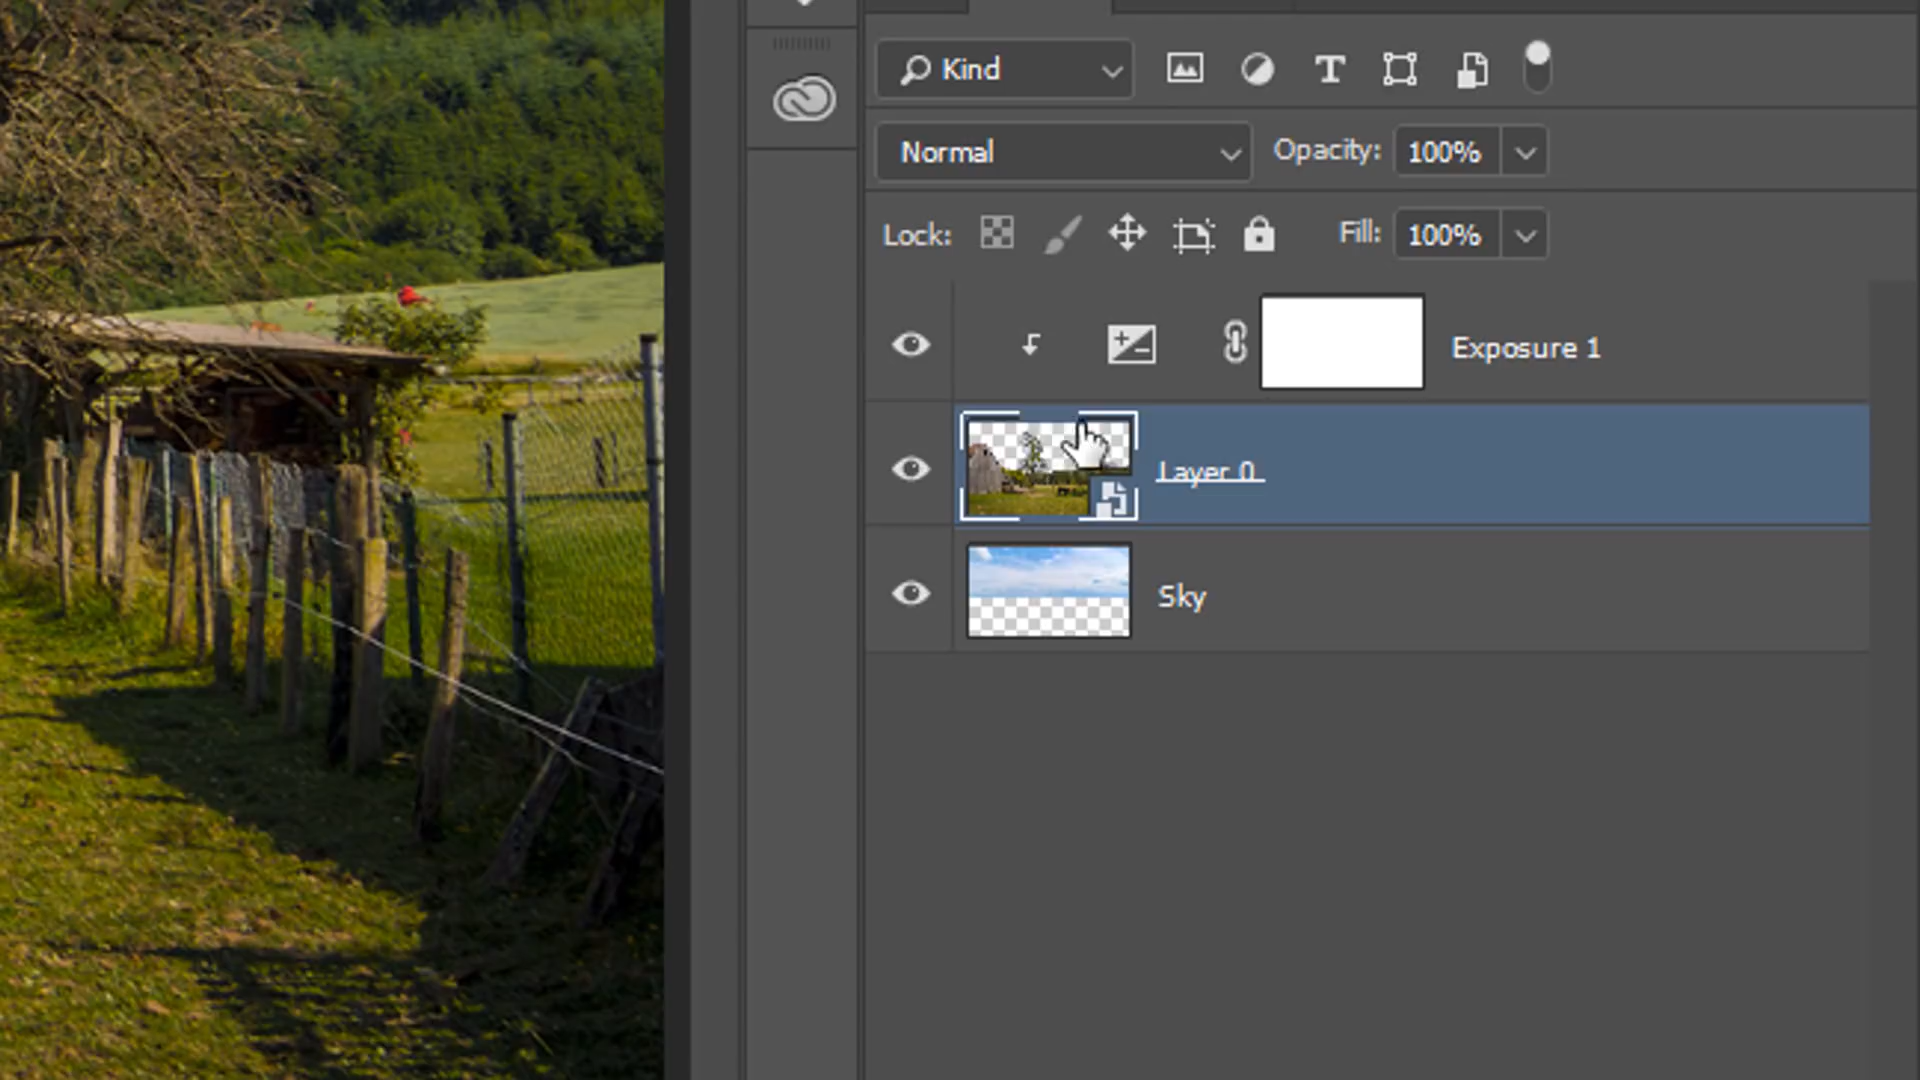 Kind
Normal
Opacity: 100%
Lock:
Fill: 100%
Exposure 1
Layer 0
Sky